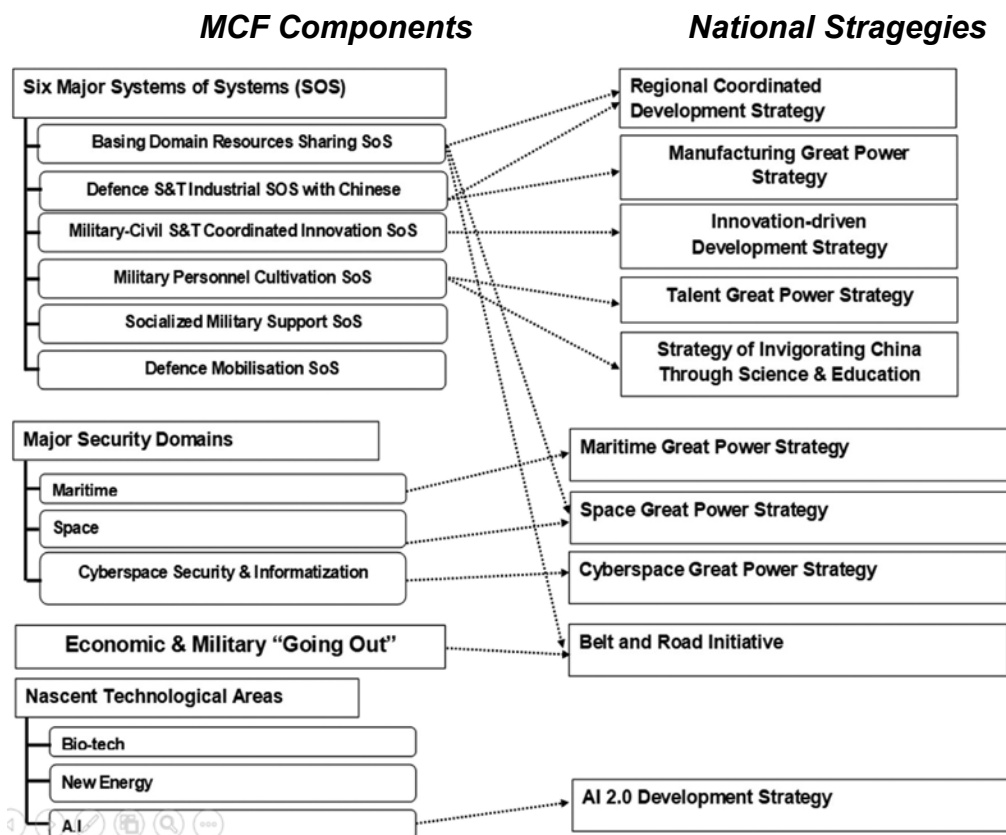 MCF Components
National Stragegies
Six Major Systems of Systems (SOS)
Basing Domain Resources Sharing SoS
Defence S&T Industrial SOS with Chinese
Military-Civil S&T Coordinated Innovation SoS
Military Personnel Cultivation SoS
Socialized Military Support SoS
Defence Mobilisation SoS
Regional Coordinated
Development Strategy
Manufacturing Great Power
Strategy
Innovation-driven
Development Strategy
Talent Great Power Strategy
Strategy of Invigorating China
Through Science & Education
Major Security Domains
Maritime
Space
Cyberspace Security & Informatization
Maritime Great Power Strategy
Space Great Power Strategy
Cyberspace Great Power Strategy
Economic & Military “Going Out”
Belt and Road Initiative
Nascent Technological Areas
Bio-tech
New Energy
AI
AI 2.0 Development Strategy